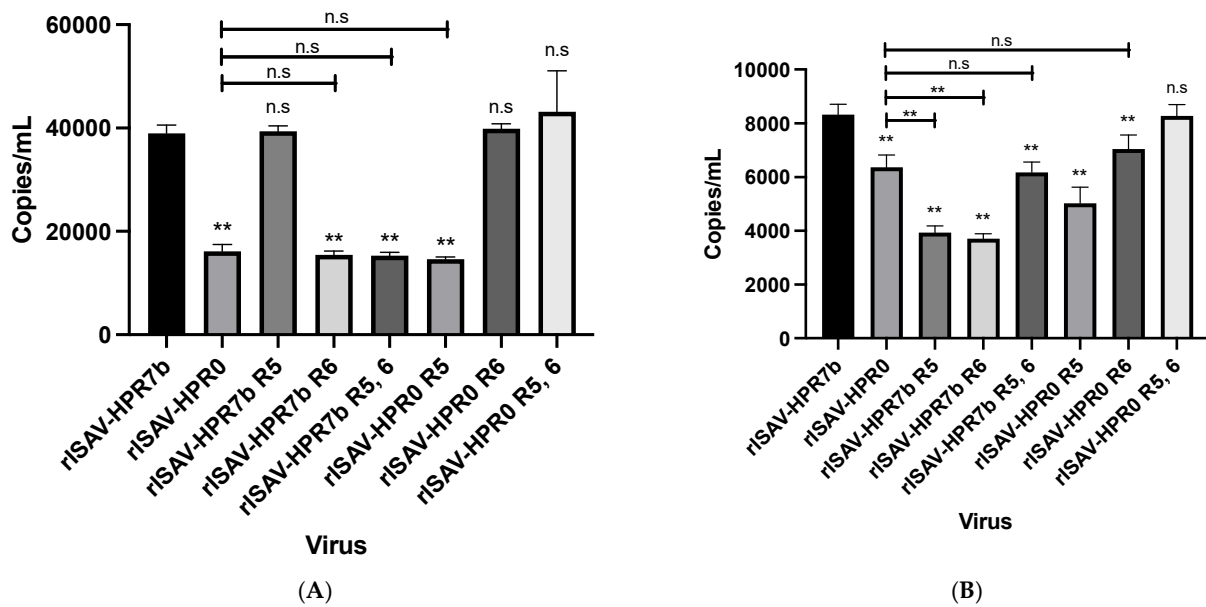 n.s
n.s
n.s
n.s
n.s
n.s
**
**
**
**
60000
40000
20000
0
Copies/mL
rISAV-HPR7b
rISAV-HPR0
rISAV-HPR7b R5
rISAV-HPR7b R6
rISAV-HPR7b R5, 6
rISAV-HPR0 R5
rISAV-HPR0 R6
rISAV-HPR0 R5, 6
Virus
(A)
n.s
n.s
**
**
n.s
**
**
**
**
**
**
10000
8000
6000
4000
2000
0
Copies/mL
rISAV-HPR7b
rISAV-HPR0
rISAV-HPR7b R5
rISAV-HPR7b R6
rISAV-HPR7b R5, 6
rISAV-HPR0 R5
rISAV-HPR0 R6
rISAV-HPR0 R5, 6
Virus
(B)